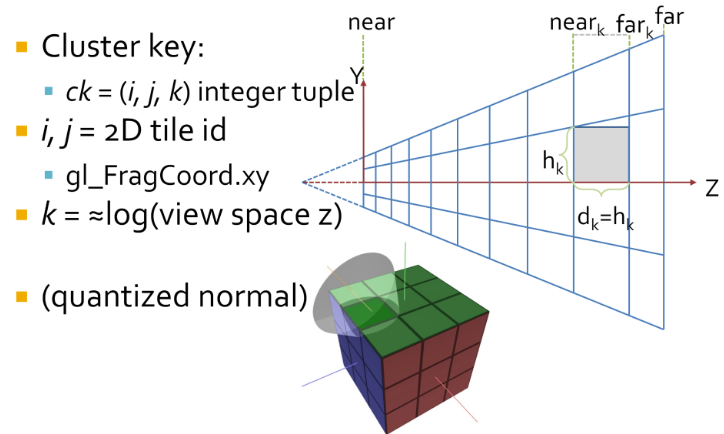 Cluster key:
ck = (i, j, k) integer tuple
i, j = 2D tile id
gl_FragCoord.xy
k = ≈log(view space z)
(quantized normal)
near
near_k
far_k
far
Y
h_k
Z
d_k=h_k